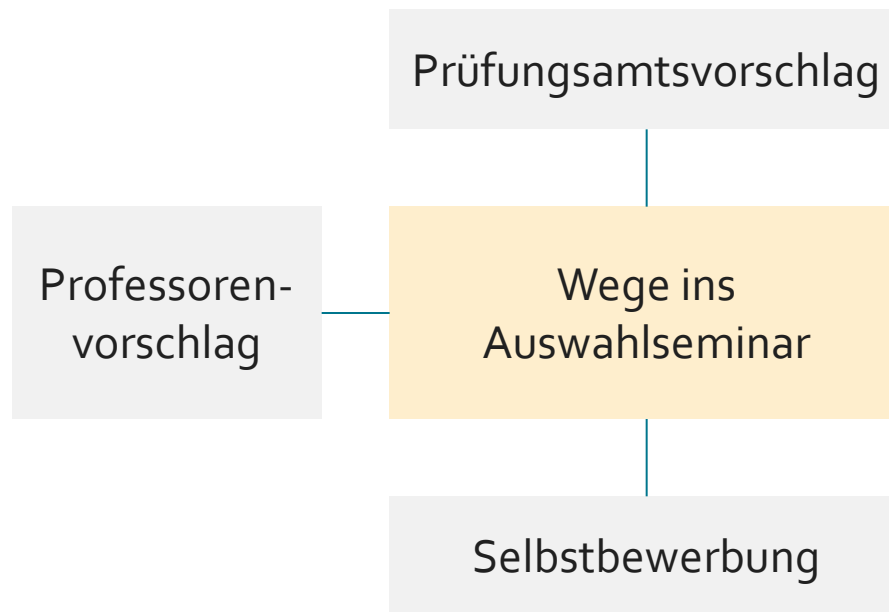 Prüfungsamtsvorschlag
Professoren-
vorschlag
Wege ins
Auswahlseminar
Selbstbewerbung